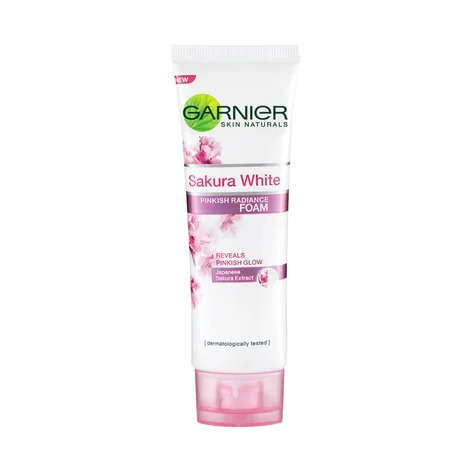 NEW
GARNIER
SKIN NATURALS
Sakura White
PINKISH RADIANCE
FOAM
REVEALS
PINKISH GLOW
Japanese
Sakura Extract
[ dermatologically tested ]